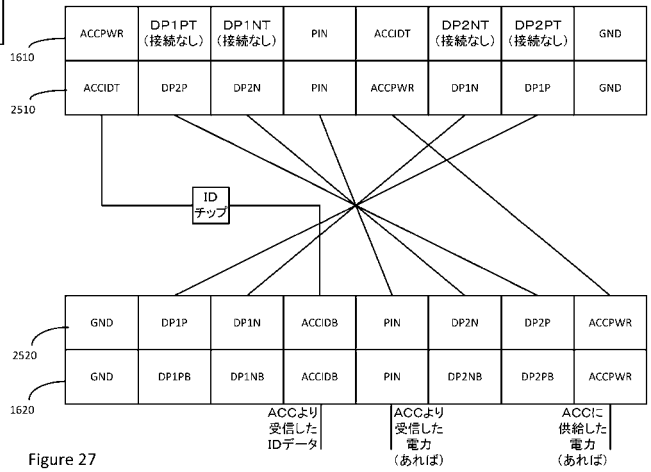 ACCPWR
DP1PT
(接続なし)
DP1NT
(接続なし)
PIN
ACCIDT
DP2NT
(接続なし)
DP2PT
(接続なし)
GND
1610
ACCIDT
DP2P
DP2N
PIN
ACCPWR
DP1N
DP1P
GND
2510
ID
チップ
GND
DP1P
DP1N
ACCIDB
PIN
DP2N
DP2P
ACCPWR
2520
GND
DP1PB
DP1NB
ACCIDB
PIN
DP2NB
DP2PB
ACCPWR
1620
ACCより
受信した
IDデータ
ACCより
受信した
電力
(あれば)
ACCに
供給した
電力
(あれば)
Figure 27